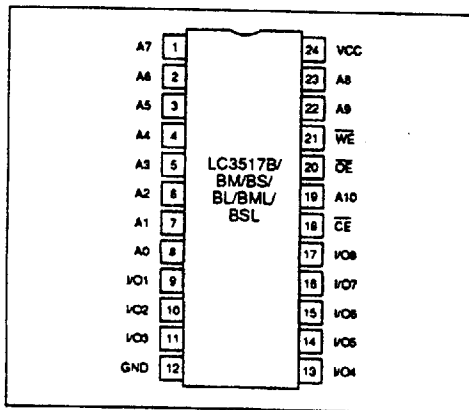 A7 1 24 VCC
A6 2 23 A8
A5 3 22 A9
A4 4 21 WE
A3 5 20 OE
A2 6 19 A10
A1 7 18 CE
A0 8 17 I/O8
I/O1 9 16 I/O7
I/O2 10 15 I/O6
I/O3 11 14 I/O5
GND 12 13 I/O4
LC3517B/
BM/BS/
BL/BML/
BSL